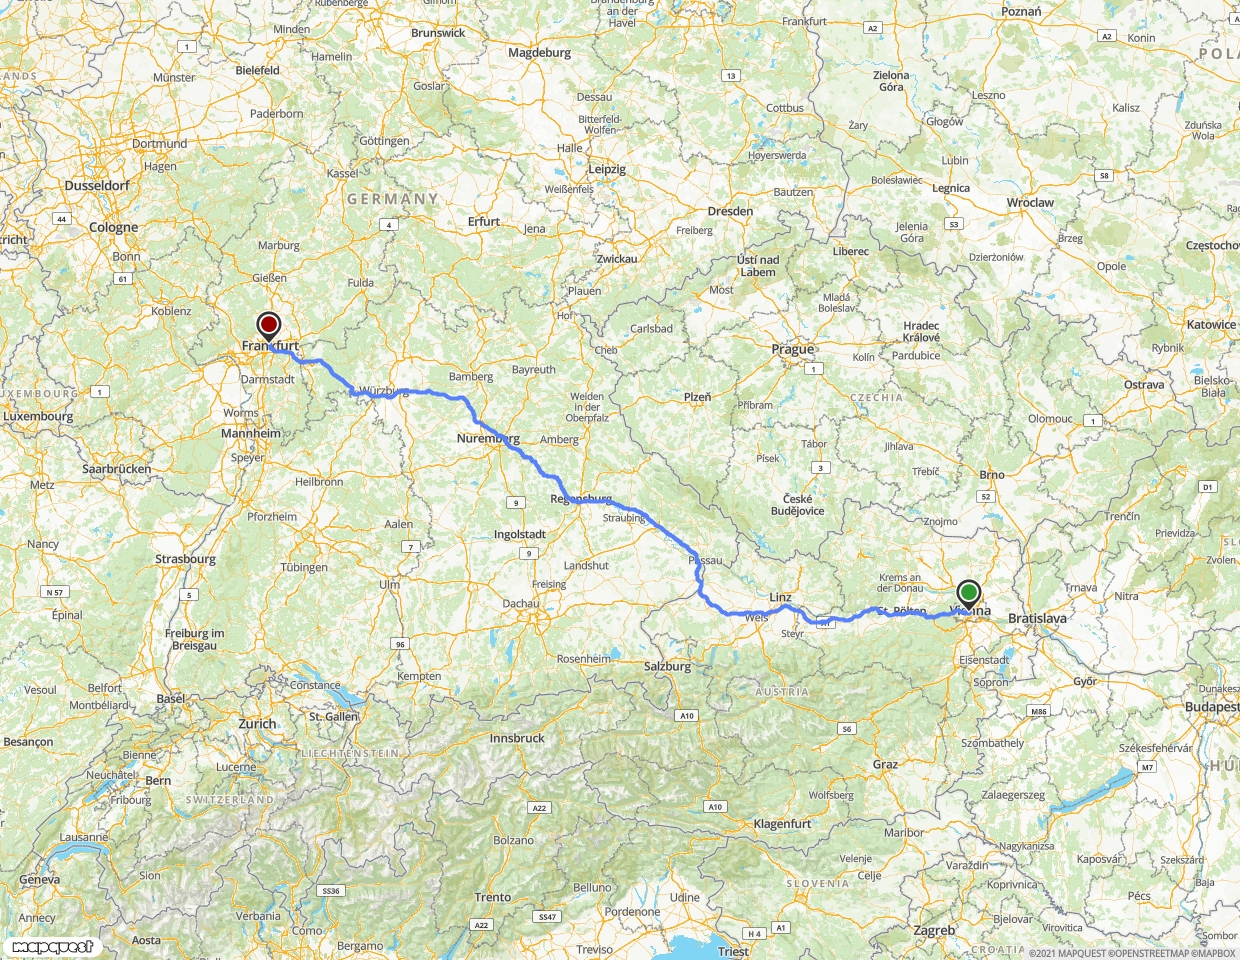 Rotenburg
Brandenburg
an der
Havel
Frankfurt
Poznań
Minden
Brunswick
A2
A2
Konin
1
Hamelin
Magdeburg
POLA
Bielefeld
13
Zielona
Góra
LANDS
Münster
Goslar
Dessau
Leszno
Kalisz
Paderborn
Bitterfeld-
Wolfen
Cottbus
Żary
Głogów
Zduńska
Wola
Dortmund
Göttingen
Halle
Hoyerswerda
Lubin
Hagen
Kassel
Leipzig
S8
Dusseldorf
Weißenfels
Bautzen
Bolesławiec
Legnica
GERMANY
Wrocław
44
Cologne
4
Erfurt
Jena
Dresden
Freiberg
Jelenia
Góra
S3
Brzeg
tricht
Marburg
Liberec
Częstochow
Bonn
Zwickau
Ústí nad
Labem
Dzierżoniów
Opole
61
Gießen
Fulda
Plauen
Most
Mladá
Boleslav
Koblenz
Hof
Carlsbad
Hradec
Králové
Katowice
Frankfurt
Cheb
Prague
Kolín
Pardubice
Rybnik
Darmstadt
Bamberg
Bayreuth
1
Bielsko-
Biała
UXEMBOURG
1
Würzburg
Welden
in der
Oberpfalz
Plzeň
Příbram
CZECHIA
Ostrava
Luxembourg
Worms
Mannheim
Nuremberg
Amberg
Tábor
Jihlava
Olomouc
1
Speyer
Písek
3
Třebíč
Brno
Saarbrücken
Metz
Heilbronn
9
Regensburg
České
Budějovice
52
D1
Pforzheim
Aalen
Straubing
Znojmo
Trenčín
Nancy
Ingolstadt
Prievidza
Strasbourg
7
9
Passau
Zvolen
Tübingen
Landshut
N 57
5
Ulm
Freising
Krems an
der Donau
Trnava
Nitra
Épinal
Dachau
Linz
St. Pölten
Vienna
Bratislava
Freiburg im
Breisgau
96
Wels
A1
Steyr
Rosenheim
Salzburg
Eisenstadt
Vesoul
Belfort
Kempten
Sopron
Győr
Montbéliard
Basel
Constance
AUSTRIA
Dunakeszi
Besançon
Zurich
St. Gallen
A10
S6
M86
Budapest
Bienne
LIECHTENSTEIN
Innsbruck
Szombathely
Székesfehérvár
Neuchâtel
Lucerne
Graz
M7
Bern
Fribourg
SWITZERLAND
A22
A10
Wolfsberg
Zalaegerszeg
Lausanne
Bolzano
Klagenfurt
Maribor
Nagykanizsa
Kaposvár
Szekszárd
Geneva
Sion
SS36
Velenje
Celje
Varaždin
Koprivnica
Baja
Annecy
Verbania
Trento
Belluno
Udine
SLOVENIA
Pécs
Aosta
Como
Bergamo
A22
SS47
Pordenone
H 4
A1
Zagreb
Bjelovar
Virovitica
Sombor
mapquest
Treviso
Triest
CROATIA
©2021 MAPQUEST ©OPENSTREETMAP ©MAPBOX